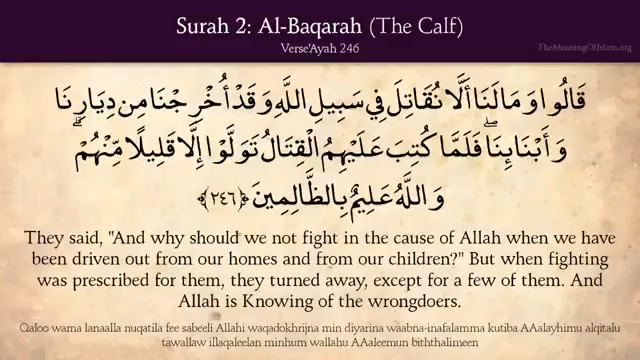 Surah 2: Al-Baqarah (The Calf)
Verse'Ayah 246
TheMeaningOfIslam.org
قَالُوا وَمَا لَنَا أَلَّا نُقَاتِلَ فِي سَبِيلِ اللَّهِ وَقَدْ أُخْرِجْنَا مِن دِيَارِنَا
وَأَبْنَائِنَا ۖ فَلَمَّا كُتِبَ عَلَيْهِمُ الْقِتَالُ تَوَلَّوْا إِلَّا قَلِيلًا مِّنْهُمْ ۗ
وَاللَّهُ عَلِيمٌ بِالظَّالِمِينَ ﴿٢٤٦﴾
They said, "And why should we not fight in the cause of Allah when we have
been driven out from our homes and from our children?" But when fighting
was prescribed for them, they turned away, except for a few of them. And
Allah is Knowing of the wrongdoers.
Qaloo wama lanaalla nuqatila fee sabeeli Allahi waqadokhrijna min diyarina waabna-inafalamma kutiba AAalayhimu alqitalu
tawallaw illaqaleelan minhum wallahu AAaleemun biththalimeen